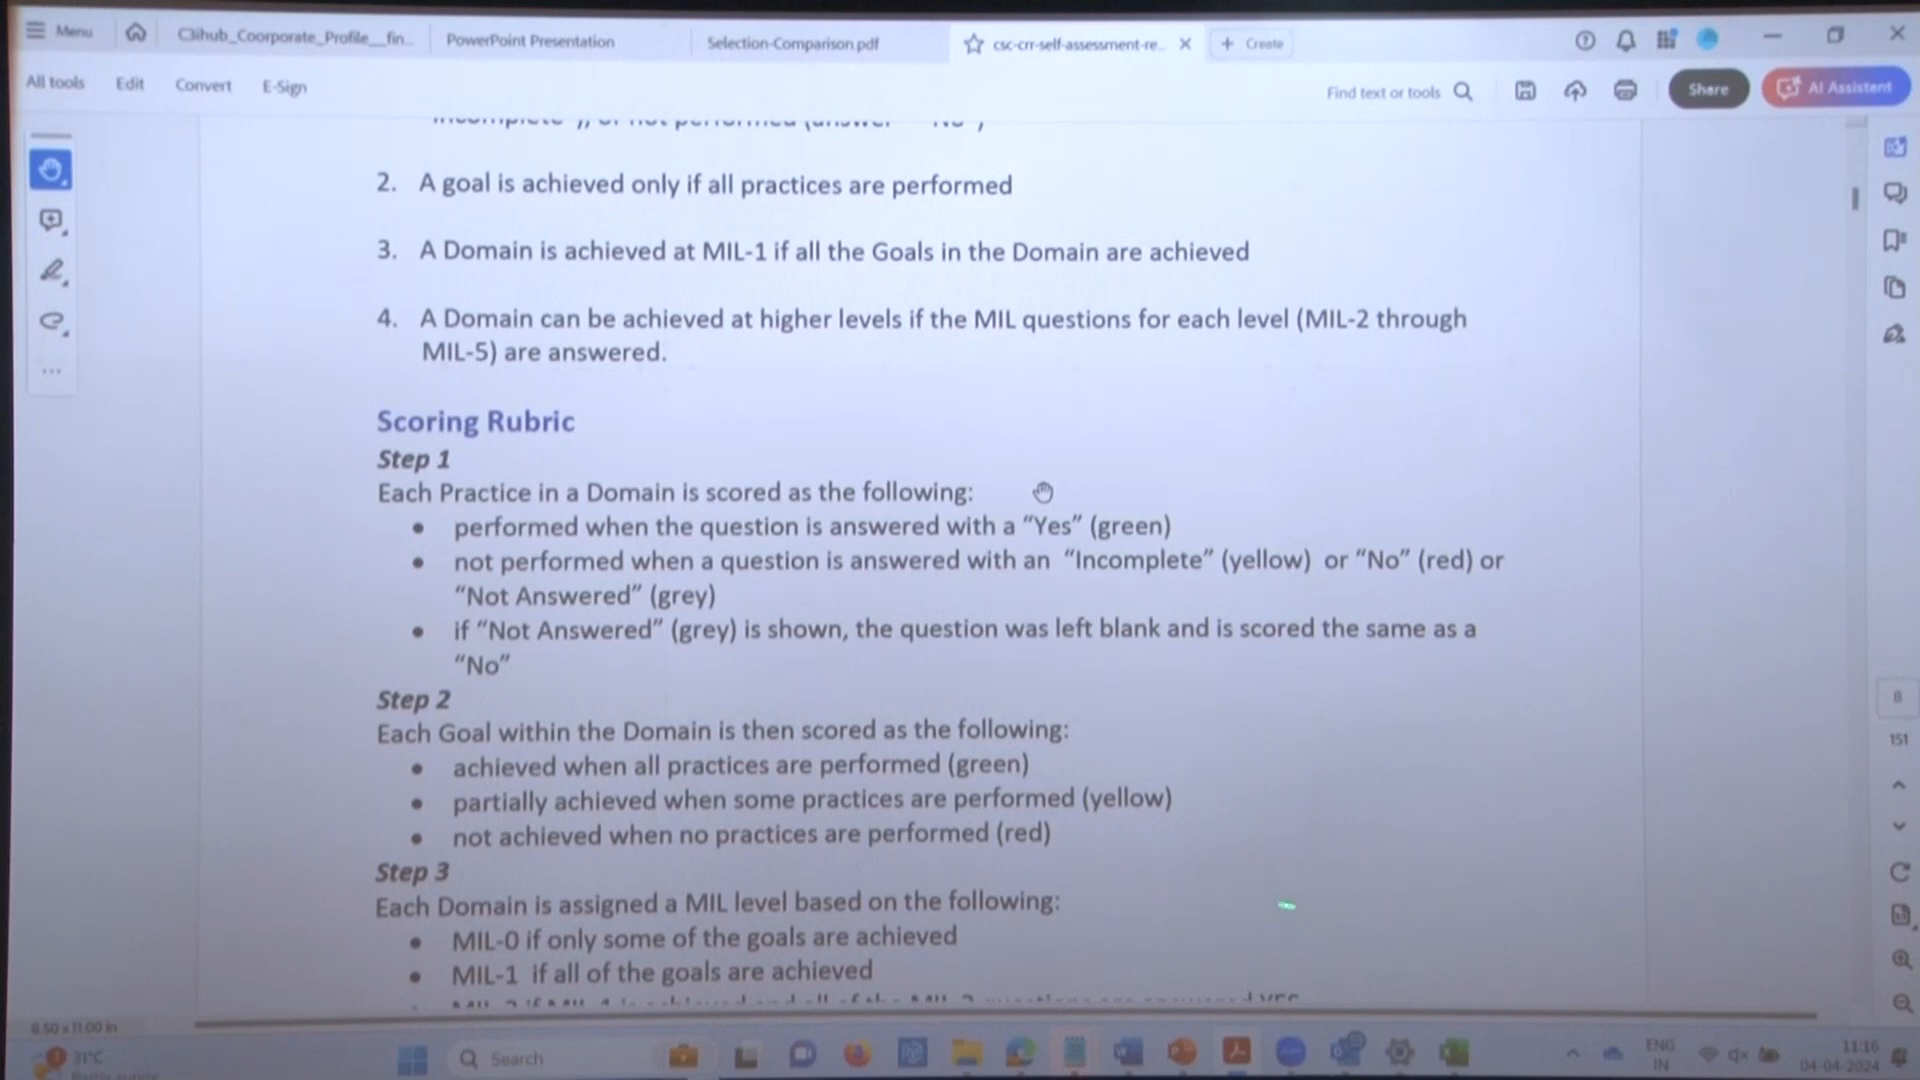 Menu
C3ihub_Coorporate_Profile__fin...
PowerPoint Presentation
Selection-Comparison.pdf
csc-crr-self-assessment-re...
+ Create
All tools
Edit
Convert
E-Sign
Find text or tools
Share
AI Assistant
2. A goal is achieved only if all practices are performed
3. A Domain is achieved at MIL-1 if all the Goals in the Domain are achieved
4. A Domain can be achieved at higher levels if the MIL questions for each level (MIL-2 through
MIL-5) are answered.
Scoring Rubric
Step 1
Each Practice in a Domain is scored as the following:
• performed when the question is answered with a “Yes” (green)
• not performed when a question is answered with an “Incomplete” (yellow) or “No” (red) or
“Not Answered” (grey)
• if “Not Answered” (grey) is shown, the question was left blank and is scored the same as a
“No”
Step 2
Each Goal within the Domain is then scored as the following:
• achieved when all practices are performed (green)
• partially achieved when some practices are performed (yellow)
• not achieved when no practices are performed (red)
Step 3
Each Domain is assigned a MIL level based on the following:
• MIL-0 if only some of the goals are achieved
• MIL-1 if all of the goals are achieved
8
151
8.50 x 11.00 in
31°C
Search
ENG
IN
11:16
04-04-2024